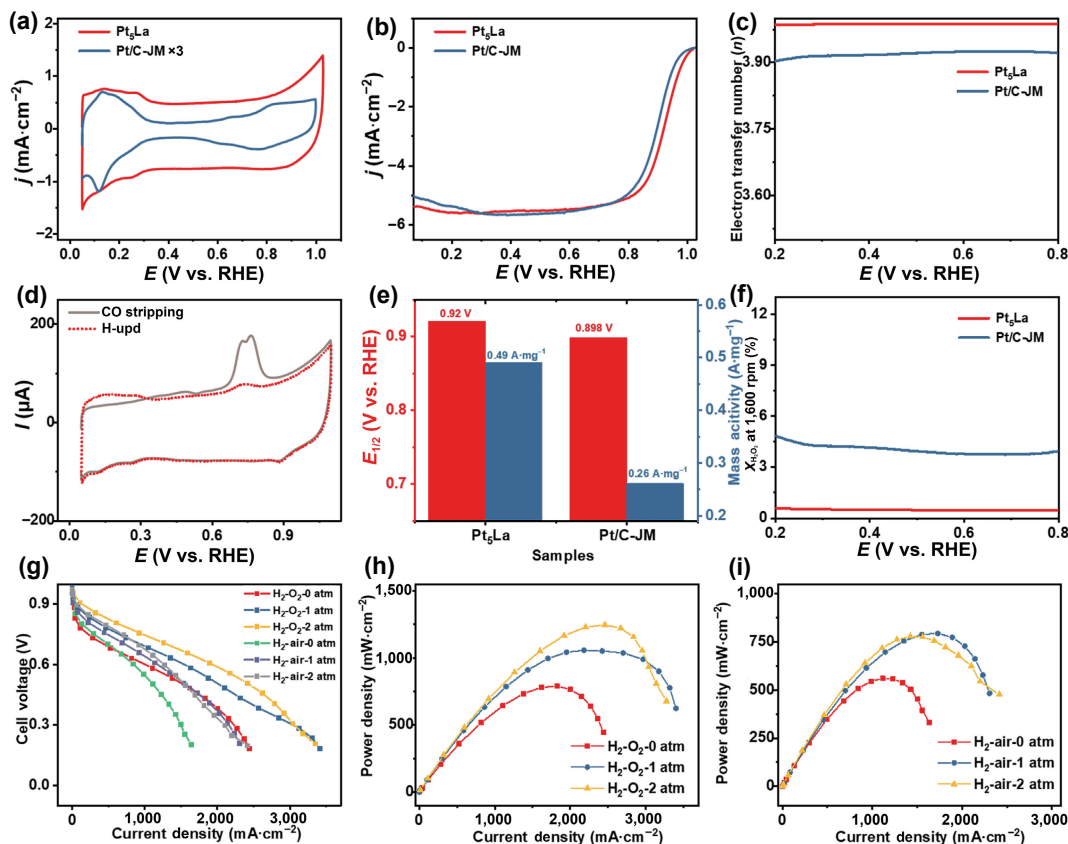 (a)
Pt₅La
Pt/C-JM ×3
j (mA·cm⁻²)
2
1
0
−1
−2
0.0 0.2 0.4 0.6 0.8 1.0
E (V vs. RHE)
(b)
Pt₅La
Pt/C-JM
j (mA·cm⁻²)
0
−2
−4
−6
0.2 0.4 0.6 0.8 1.0
E (V vs. RHE)
(c)
Electron transfer number (n)
3.90
3.75
3.60
Pt₅La
Pt/C-JM
0.2 0.4 0.6 0.8
E (V vs. RHE)
(d)
CO stripping
H-upd
I (μA)
200
0
−200
0.0 0.3 0.6 0.9
E (V vs. RHE)
(e)
E₁/₂ (V vs. RHE)
0.9
0.8
0.7
0.92 V
0.49 A·mg⁻¹
0.898 V
0.26 A·mg⁻¹
0.6
0.5
0.4
0.3
0.2
Mass acitivity (A·mg⁻¹)
Pt₅La Pt/C-JM
Samples
(f)
X_H₂O₂ at 1,600 rpm (%)
12
9
6
3
0
Pt₅La
Pt/C-JM
0.2 0.4 0.6 0.8
E (V vs. RHE)
(g)
Cell voltage (V)
0.9
0.6
0.3
0.0
H₂-O₂-0 atm
H₂-O₂-1 atm
H₂-O₂-2 atm
H₂-air-0 atm
H₂-air-1 atm
H₂-air-2 atm
0 1,000 2,000 3,000
Current density (mA·cm⁻²)
(h)
Power density (mW·cm⁻²)
1,500
1,250
1,000
750
500
250
0
H₂-O₂-0 atm
H₂-O₂-1 atm
H₂-O₂-2 atm
0 1,000 2,000 3,000
Current density (mA·cm⁻²)
(i)
Power density (mW·cm⁻²)
1,000
750
500
250
0
H₂-air-0 atm
H₂-air-1 atm
H₂-air-2 atm
0 1,000 2,000 3,000
Current density (mA·cm⁻²)